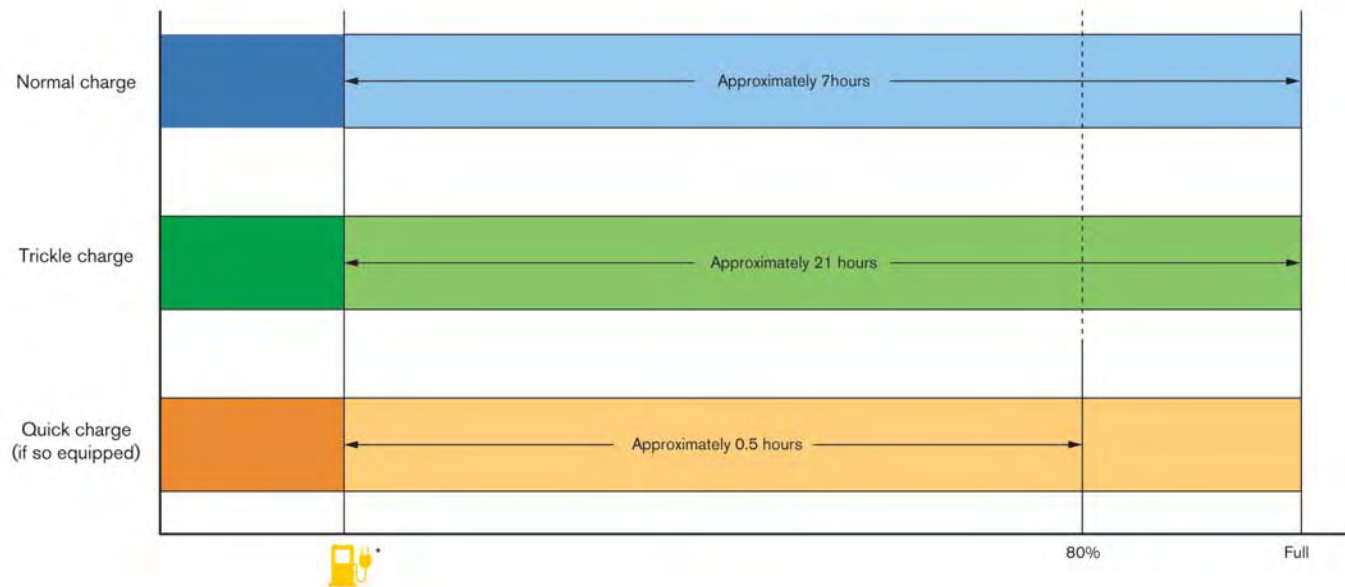 Normal charge
Approximately 7hours
Trickle charge
Approximately 21 hours
Quick charge
(if so equipped)
Approximately 0.5 hours
*
80%
Full